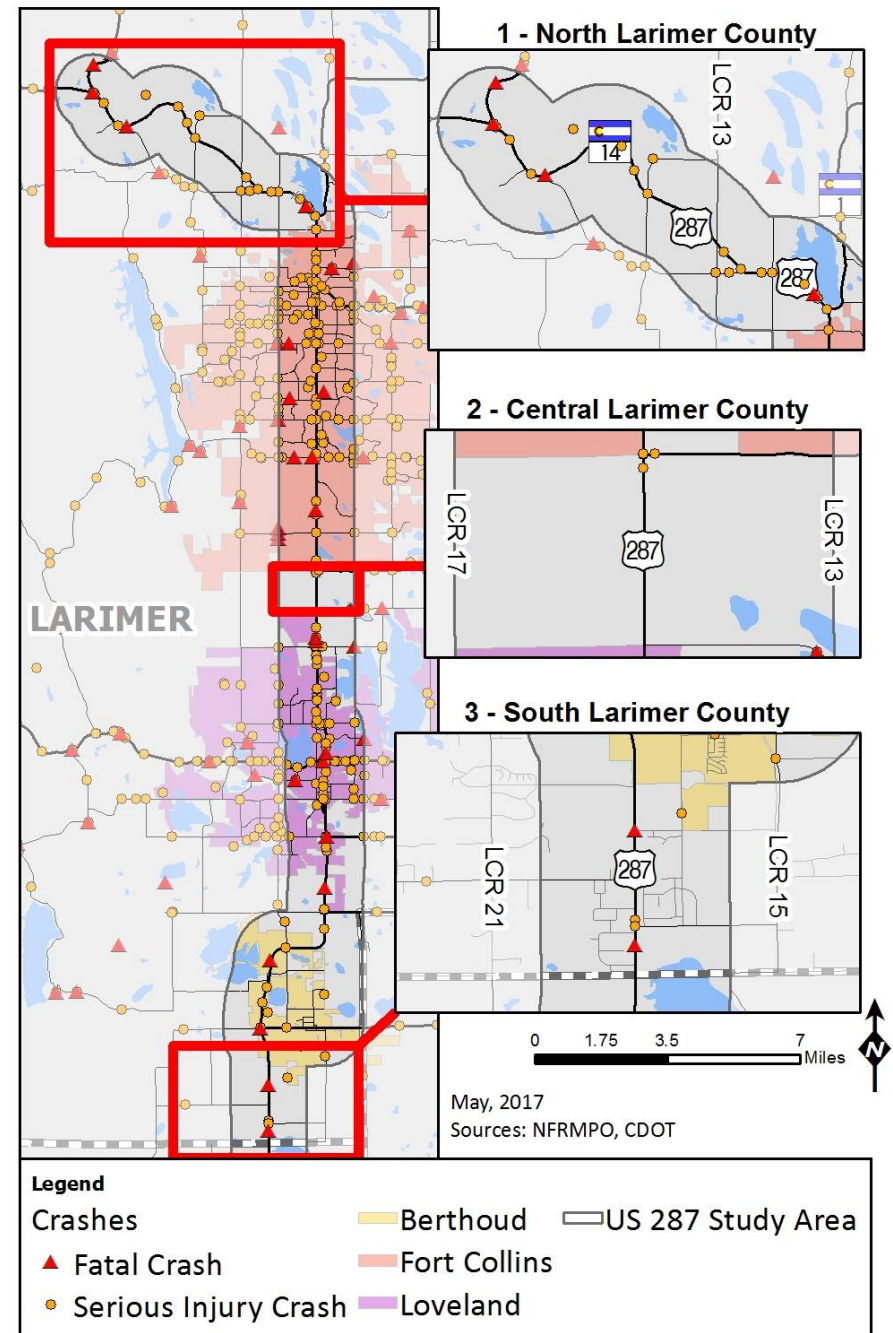 1 - North Larimer County
LCR-13
14
1
287
287
2 - Central Larimer County
LCR-17
287
LCR-13
LARIMER
3 - South Larimer County
LCR-21
287
LCR-15
0 1.75 3.5 7
Miles
N
May, 2017
Sources: NFRMPO, CDOT
Legend
Crashes
Fatal Crash
Serious Injury Crash
Berthoud
Fort Collins
Loveland
US 287 Study Area